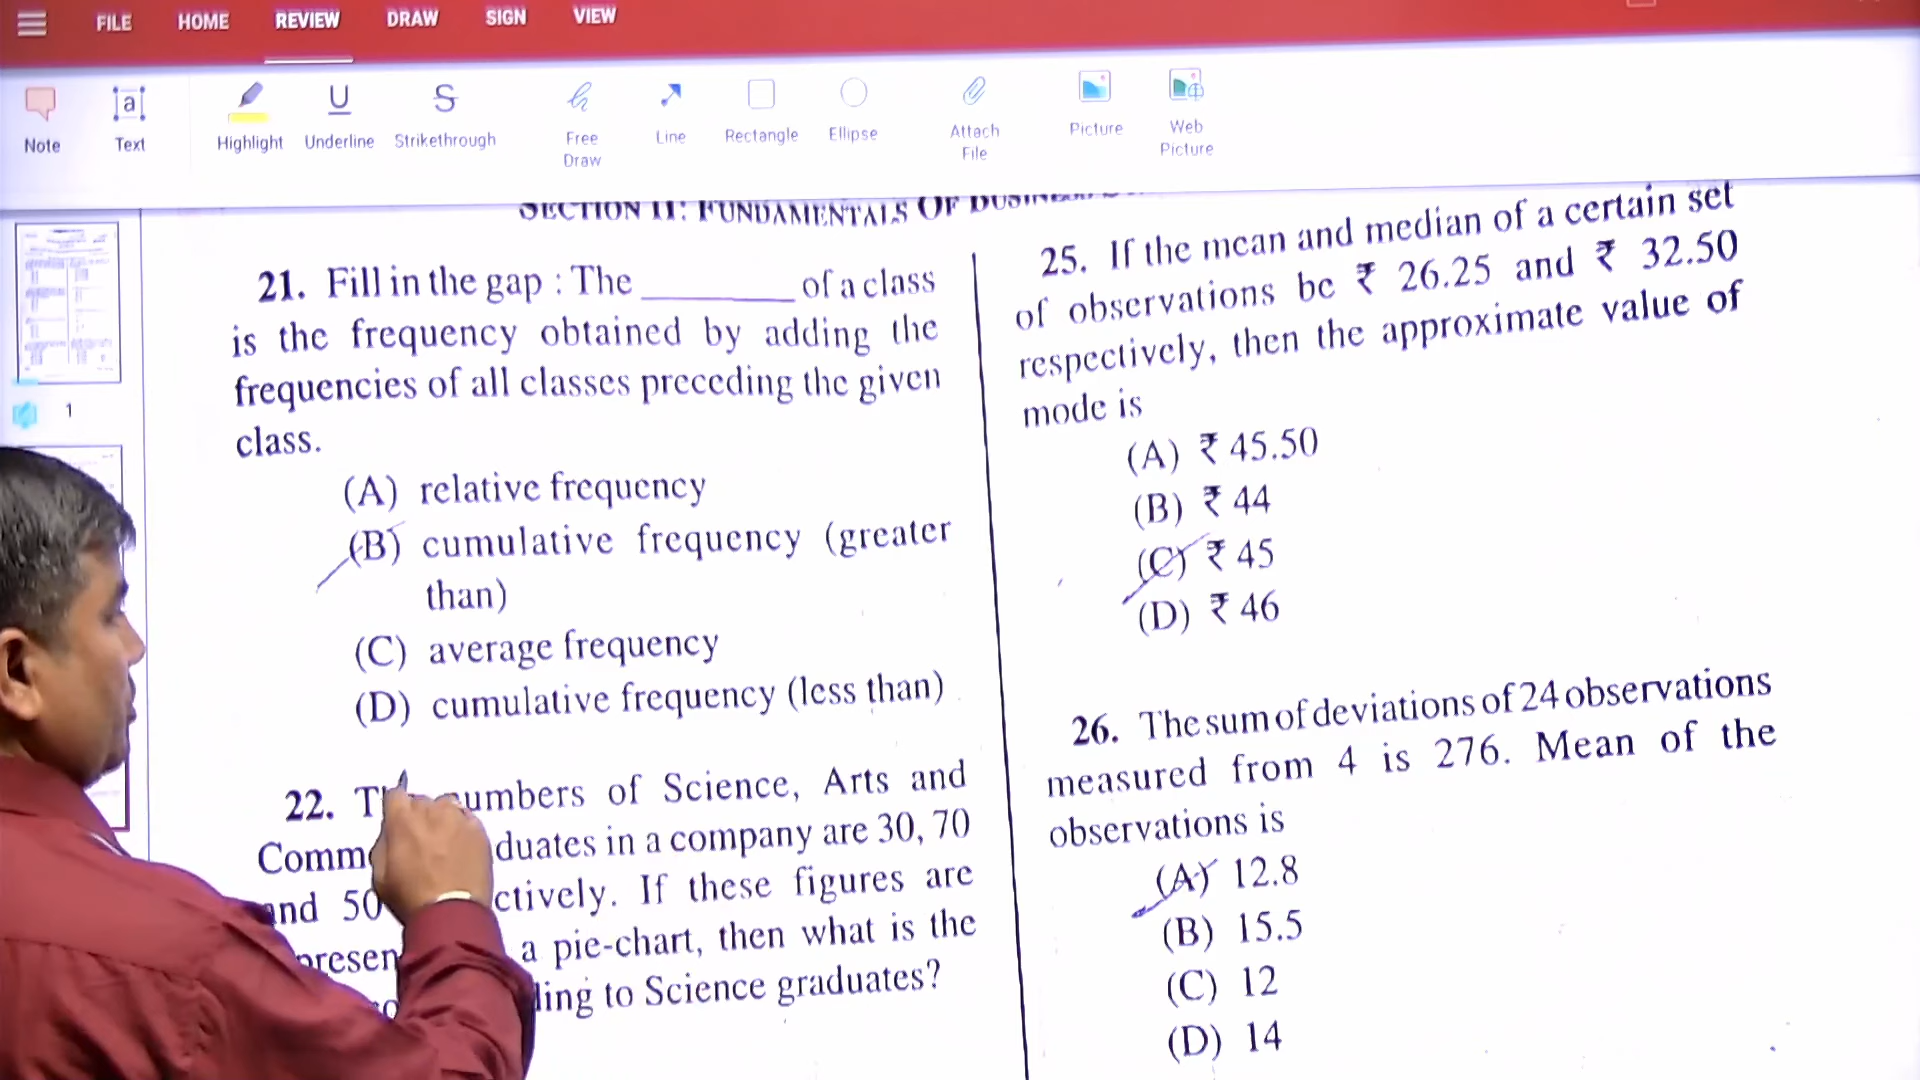 FILE HOME REVIEW DRAW SIGN VIEW
Note Text Highlight Underline Strikethrough Free Draw Line Rectangle Ellipse Attach File Picture Web Picture
SECTION II: FUNDAMENTALS OF
1
21. Fill in the gap : The ________ of a class
is the frequency obtained by adding the
frequencies of all classes preceding the given
class.
(A) relative frequency
(B) cumulative frequency (greater
than)
(C) average frequency
(D) cumulative frequency (less than)
22. numbers of Science, Arts and
in a company are 30, 70
and 50 If these figures are
a pie-chart, then what is the
to Science graduates?
25. If the mean and median of a certain set
of observations be ₹ 26.25 and ₹ 32.50
respectively, then the approximate value of
mode is
(A) ₹ 45.50
(B) ₹ 44
(C) ₹ 45
(D) ₹ 46
26. The sum of deviations of 24 observations
measured from 4 is 276. Mean of the
observations is
(A) 12.8
(B) 15.5
(C) 12
(D) 14